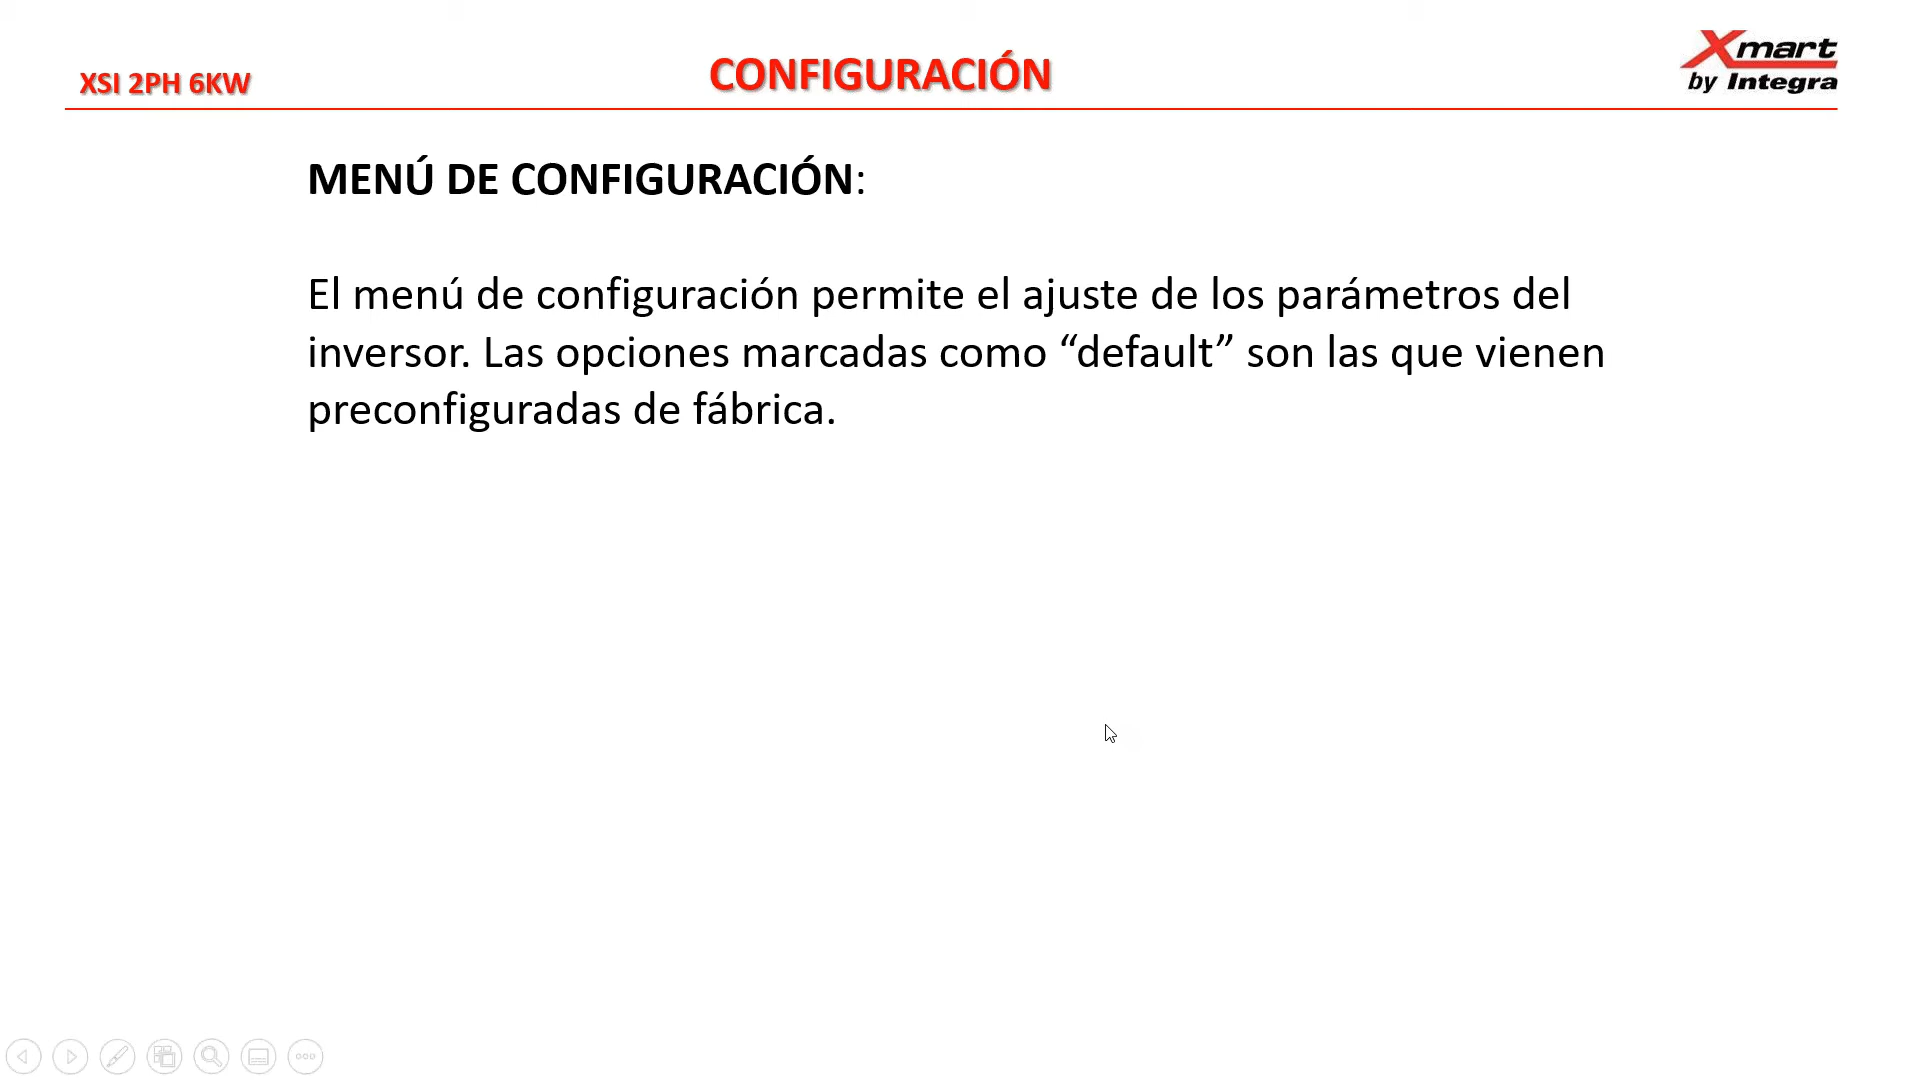 XSI 2PH 6KW
CONFIGURACIÓN
Xmart
by Integra
MENÚ DE CONFIGURACIÓN:
El menú de configuración permite el ajuste de los parámetros del
inversor. Las opciones marcadas como “default” son las que vienen
preconfiguradas de fábrica.